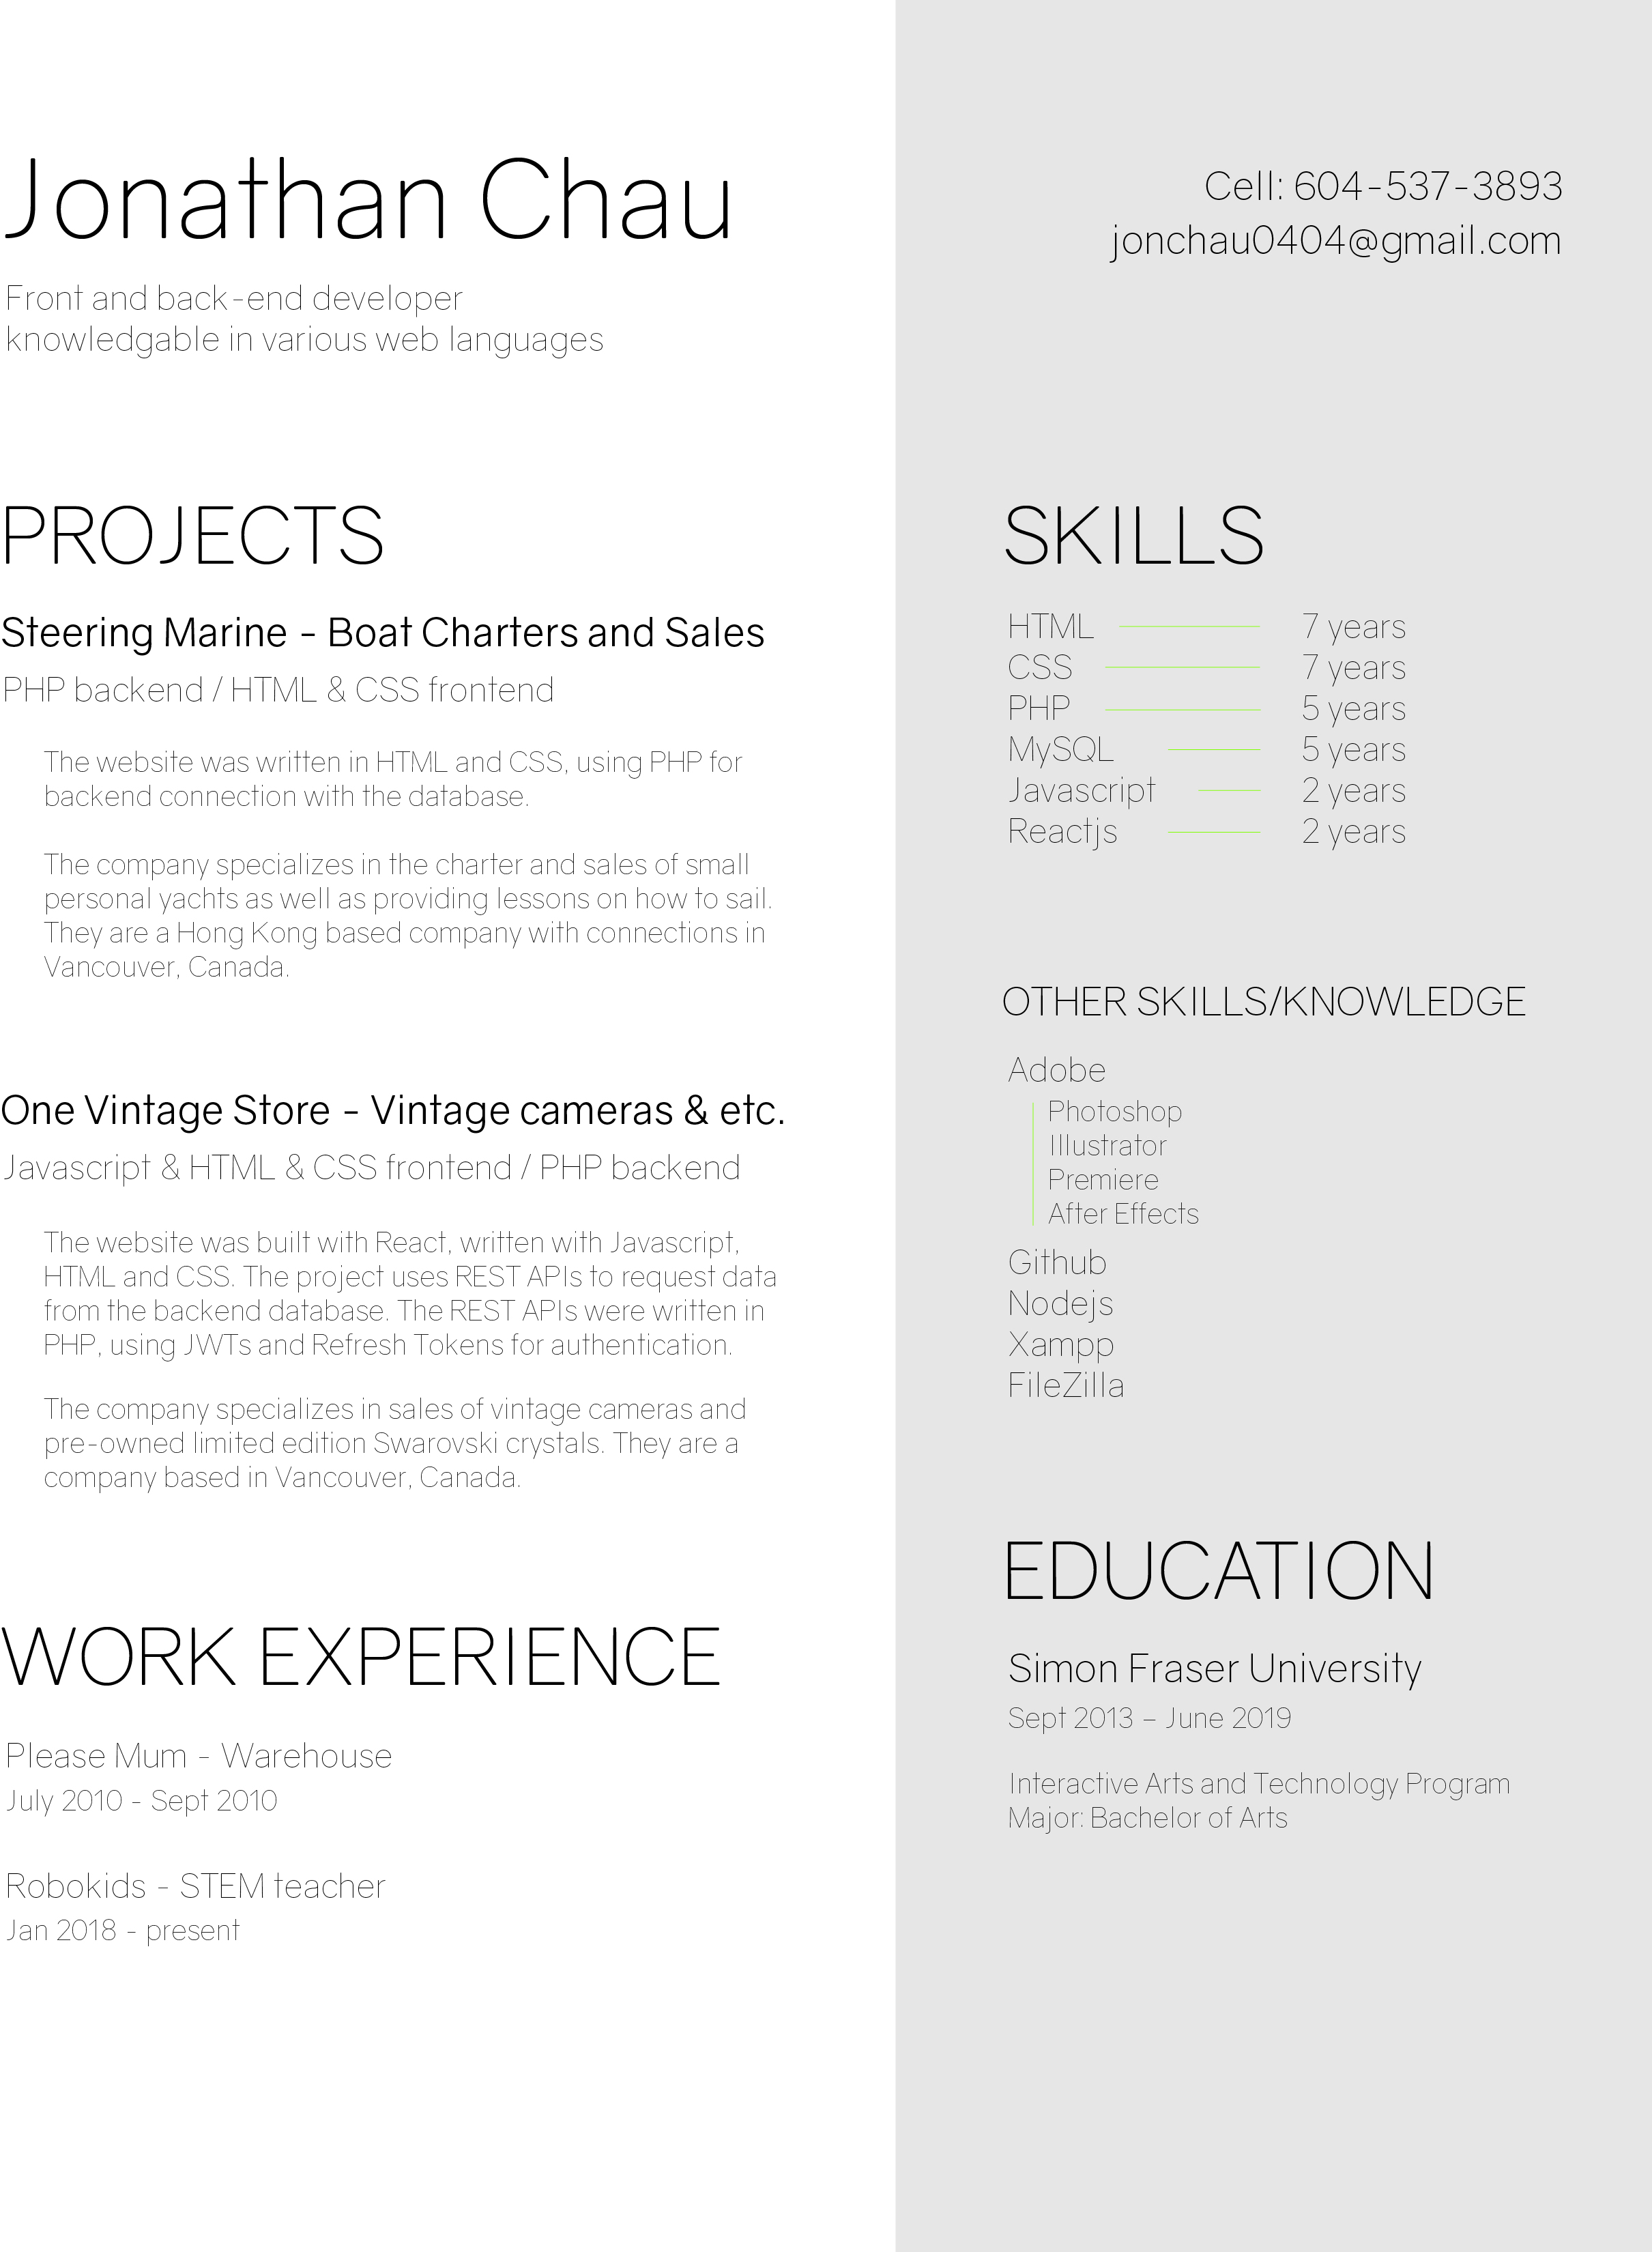 Jonathan Chau
Front and back-end developer
knowledgable in various web languages
Cell: 604-537-3893
jonchau0404@gmail.com
PROJECTS
Steering Marine - Boat Charters and Sales
PHP backend / HTML & CSS frontend
The website was written in HTML and CSS, using PHP for
backend connection with the database.
The company specializes in the charter and sales of small
personal yachts as well as providing lessons on how to sail.
They are a Hong Kong based company with connections in
Vancouver, Canada.
One Vintage Store - Vintage cameras & etc.
Javascript & HTML & CSS frontend / PHP backend
The website was built with React, written with Javascript,
HTML and CSS. The project uses REST APIs to request data
from the backend database. The REST APIs were written in
PHP, using JWTs and Refresh Tokens for authentication.
The company specializes in sales of vintage cameras and
pre-owned limited edition Swarovski crystals. They are a
company based in Vancouver, Canada.
WORK EXPERIENCE
Please Mum - Warehouse
July 2010 - Sept 2010
Robokids - STEM teacher
Jan 2018 - present
SKILLS
HTML 7 years
CSS 7 years
PHP 5 years
MySQL 5 years
Javascript 2 years
Reactjs 2 years
OTHER SKILLS/KNOWLEDGE
Adobe
Photoshop
Illustrator
Premiere
After Effects
Github
Nodejs
Xampp
FileZilla
EDUCATION
Simon Fraser University
Sept 2013 – June 2019
Interactive Arts and Technology Program
Major: Bachelor of Arts